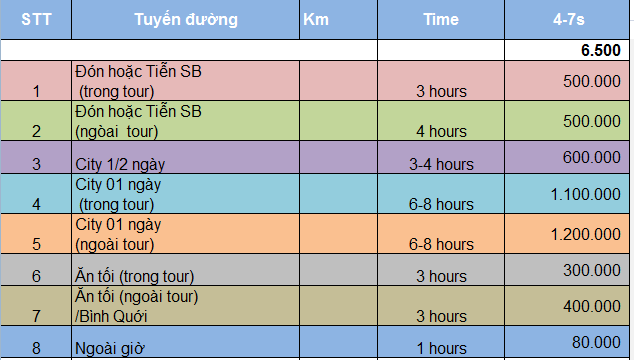 STT Tuyến đường Km Time 4-7s
6.500
Đón hoặc Tiễn SB
1 (trong tour) 3 hours 500.000
Đón hoặc Tiễn SB
2 (ngòai tour) 4 hours 500.000
3 City 1/2 ngày 3-4 hours 600.000
City 01 ngày
4 (trong tour) 6-8 hours 1.100.000
City 01 ngày
5 (ngoài tour) 6-8 hours 1.200.000
6 Ăn tối (trong tour) 3 hours 300.000
Ăn tối (ngoài tour)
7 /Bình Quới 3 hours 400.000
8 Ngoài giờ 1 hours 80.000